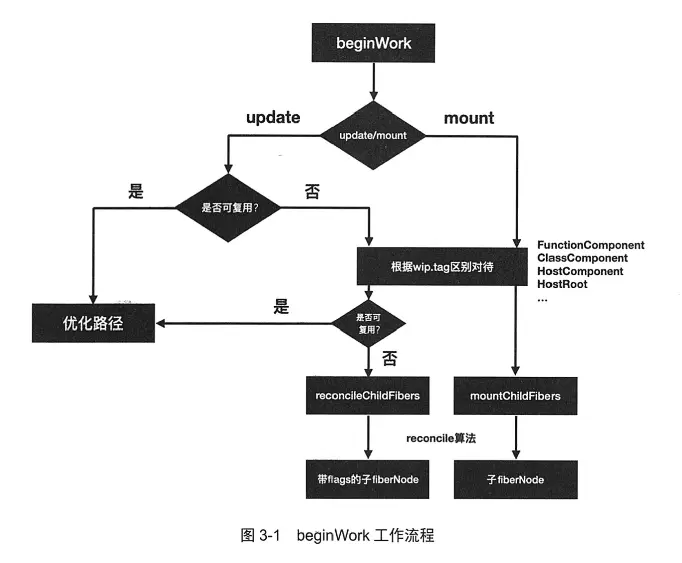 beginWork
update
mount
update/mount
是
是否可复用？
否
根据wip.tag区别对待
FunctionComponent
ClassComponent
HostComponent
HostRoot
...
优化路径
是
是否可
复用？
否
reconcileChildFibers
mountChildFibers
reconcile算法
带flags的子fiberNode
子fiberNode
图 3-1 beginWork 工作流程